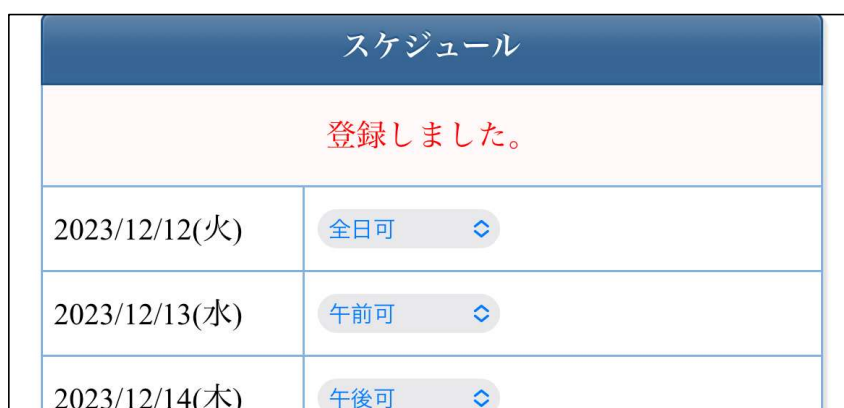 スケジュール
登録しました。
2023/12/12(火) 全日可
2023/12/13(水) 午前可
2023/12/14(木) 午後可